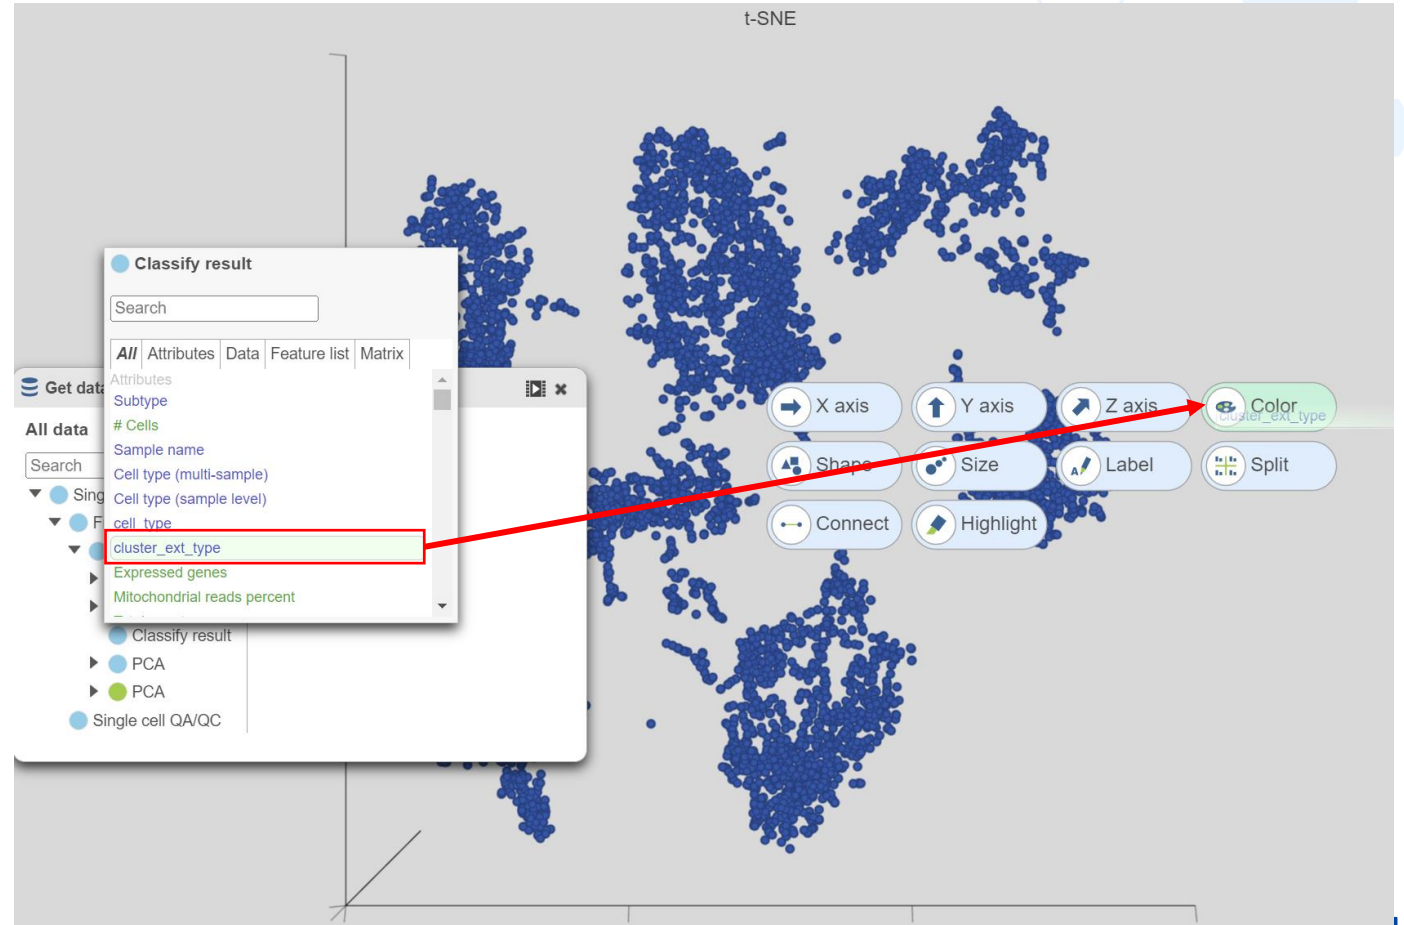 t-SNE
Classify result
Search
All Attributes Data Feature list Matrix
Attributes
Subtype
# Cells
Sample name
Cell type (multi-sample)
Cell type (sample level)
cell_type
cluster_ext_type
Expressed genes
Mitochondrial reads percent
Get data
All data
Search
Sing
F
Classify result
PCA
PCA
Single cell QA/QC
X axis
Y axis
Z axis
Color
cluster_ext_type
Shape
Size
Label
Split
Connect
Highlight